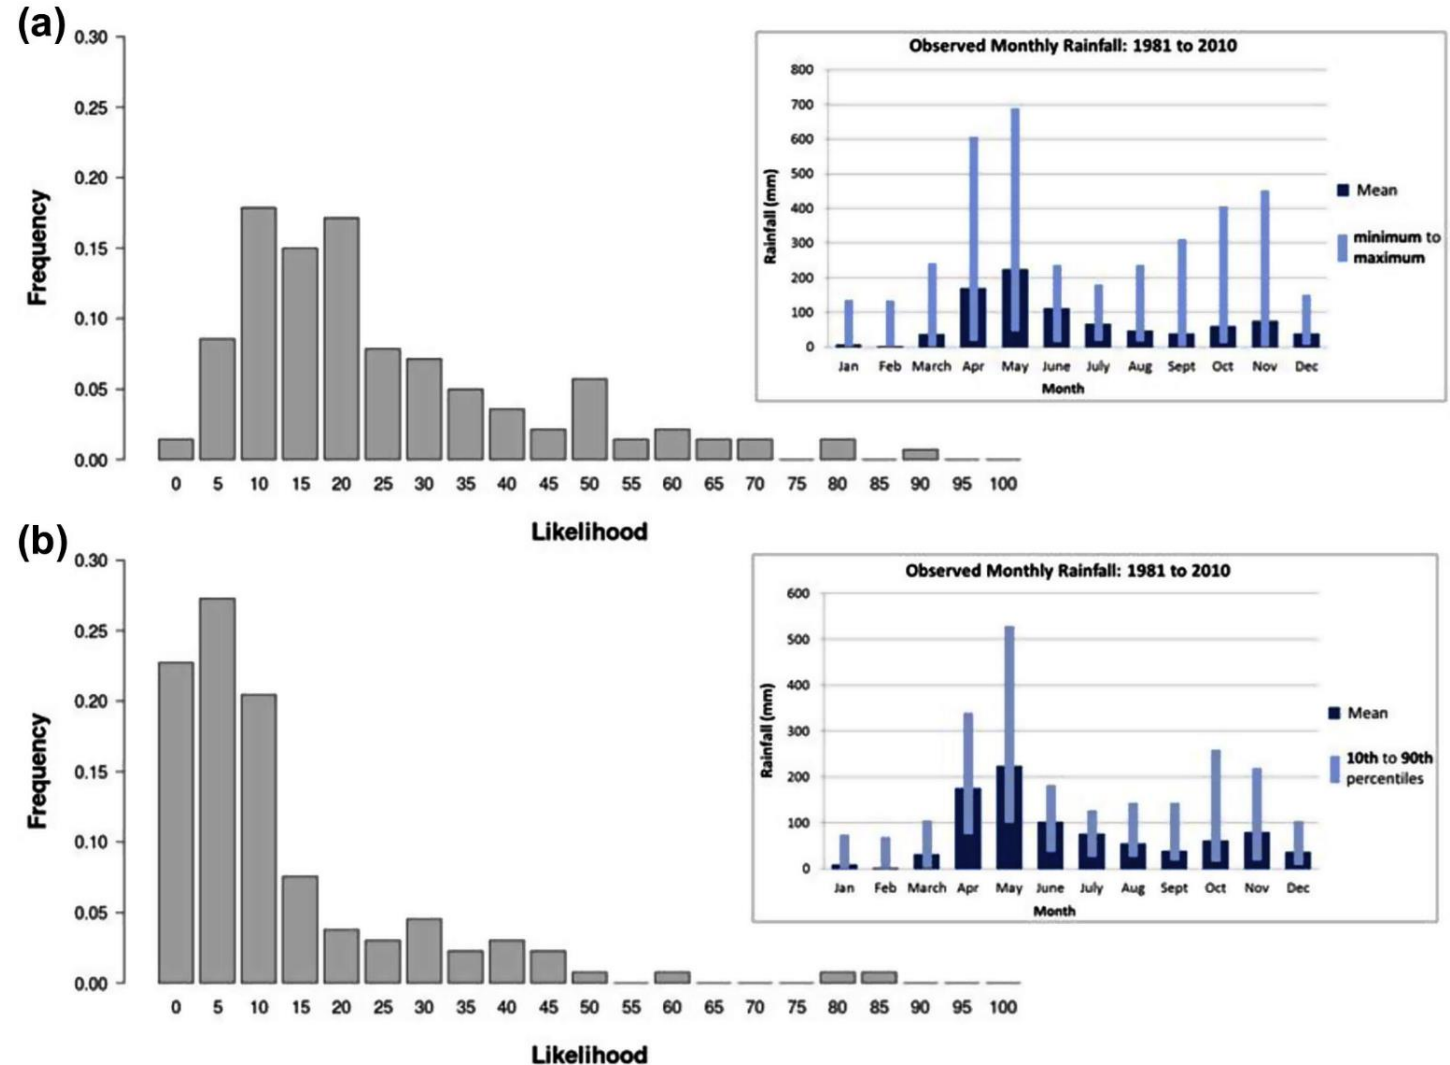 (a)
0.30
0.25
0.20
0.15
0.10
0.05
0.00
Frequency
0 5 10 15 20 25 30 35 40 45 50 55 60 65 70 75 80 85 90 95 100
Likelihood
Observed Monthly Rainfall: 1981 to 2010
800
700
600
500
400
300
200
100
0
Rainfall (mm)
Jan Feb March Apr May June July Aug Sept Oct Nov Dec
Month
Mean
minimum to
maximum
(b)
0.30
0.25
0.20
0.15
0.10
0.05
0.00
Frequency
0 5 10 15 20 25 30 35 40 45 50 55 60 65 70 75 80 85 90 95 100
Likelihood
Observed Monthly Rainfall: 1981 to 2010
600
500
400
300
200
100
0
Rainfall (mm)
Jan Feb March Apr May June July Aug Sept Oct Nov Dec
Month
Mean
10th to 90th
percentiles